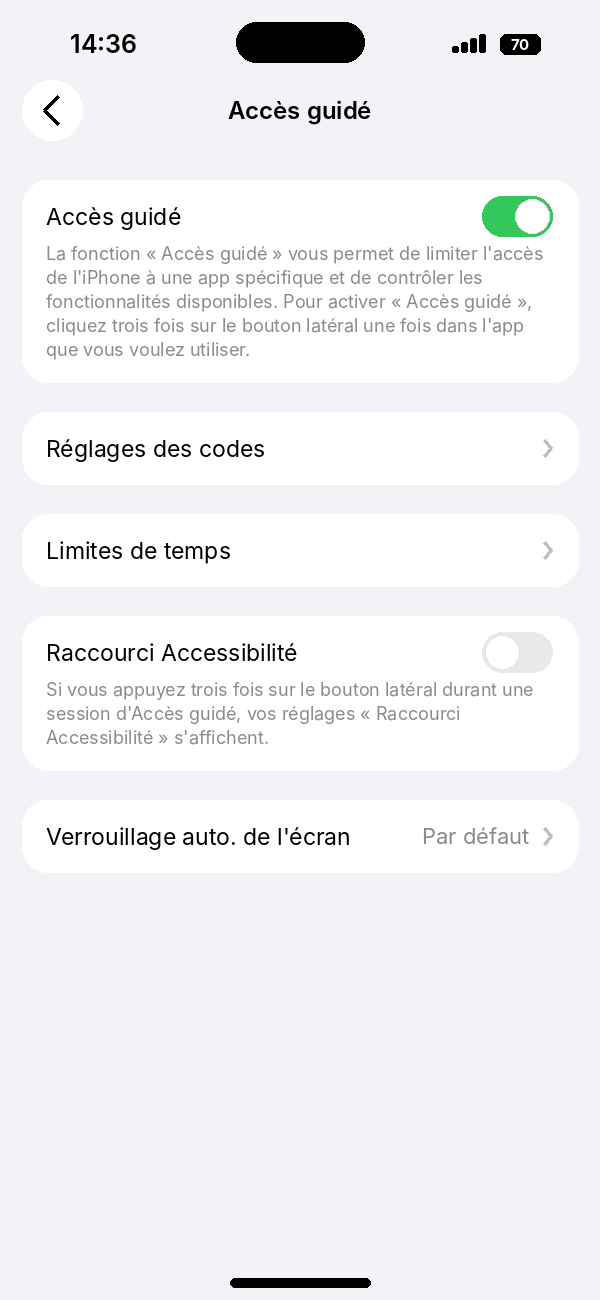 14:36
70
Accès guidé
Accès guidé
La fonction « Accès guidé » vous permet de limiter l'accès
de l'iPhone à une app spécifique et de contrôler les
fonctionnalités disponibles. Pour activer « Accès guidé »,
cliquez trois fois sur le bouton latéral une fois dans l'app
que vous voulez utiliser.
Réglages des codes
Limites de temps
Raccourci Accessibilité
Si vous appuyez trois fois sur le bouton latéral durant une
session d'Accès guidé, vos réglages « Raccourci
Accessibilité » s'affichent.
Verrouillage auto. de l'écran Par défaut